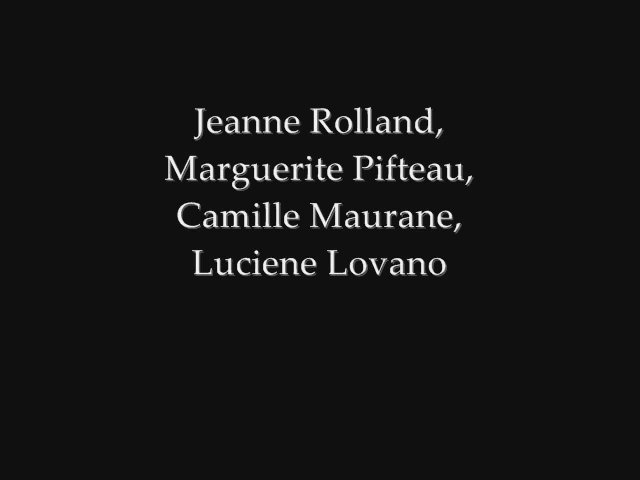 Jeanne Rolland,
Marguerite Pifteau,
Camille Maurane,
Luciene Lovano